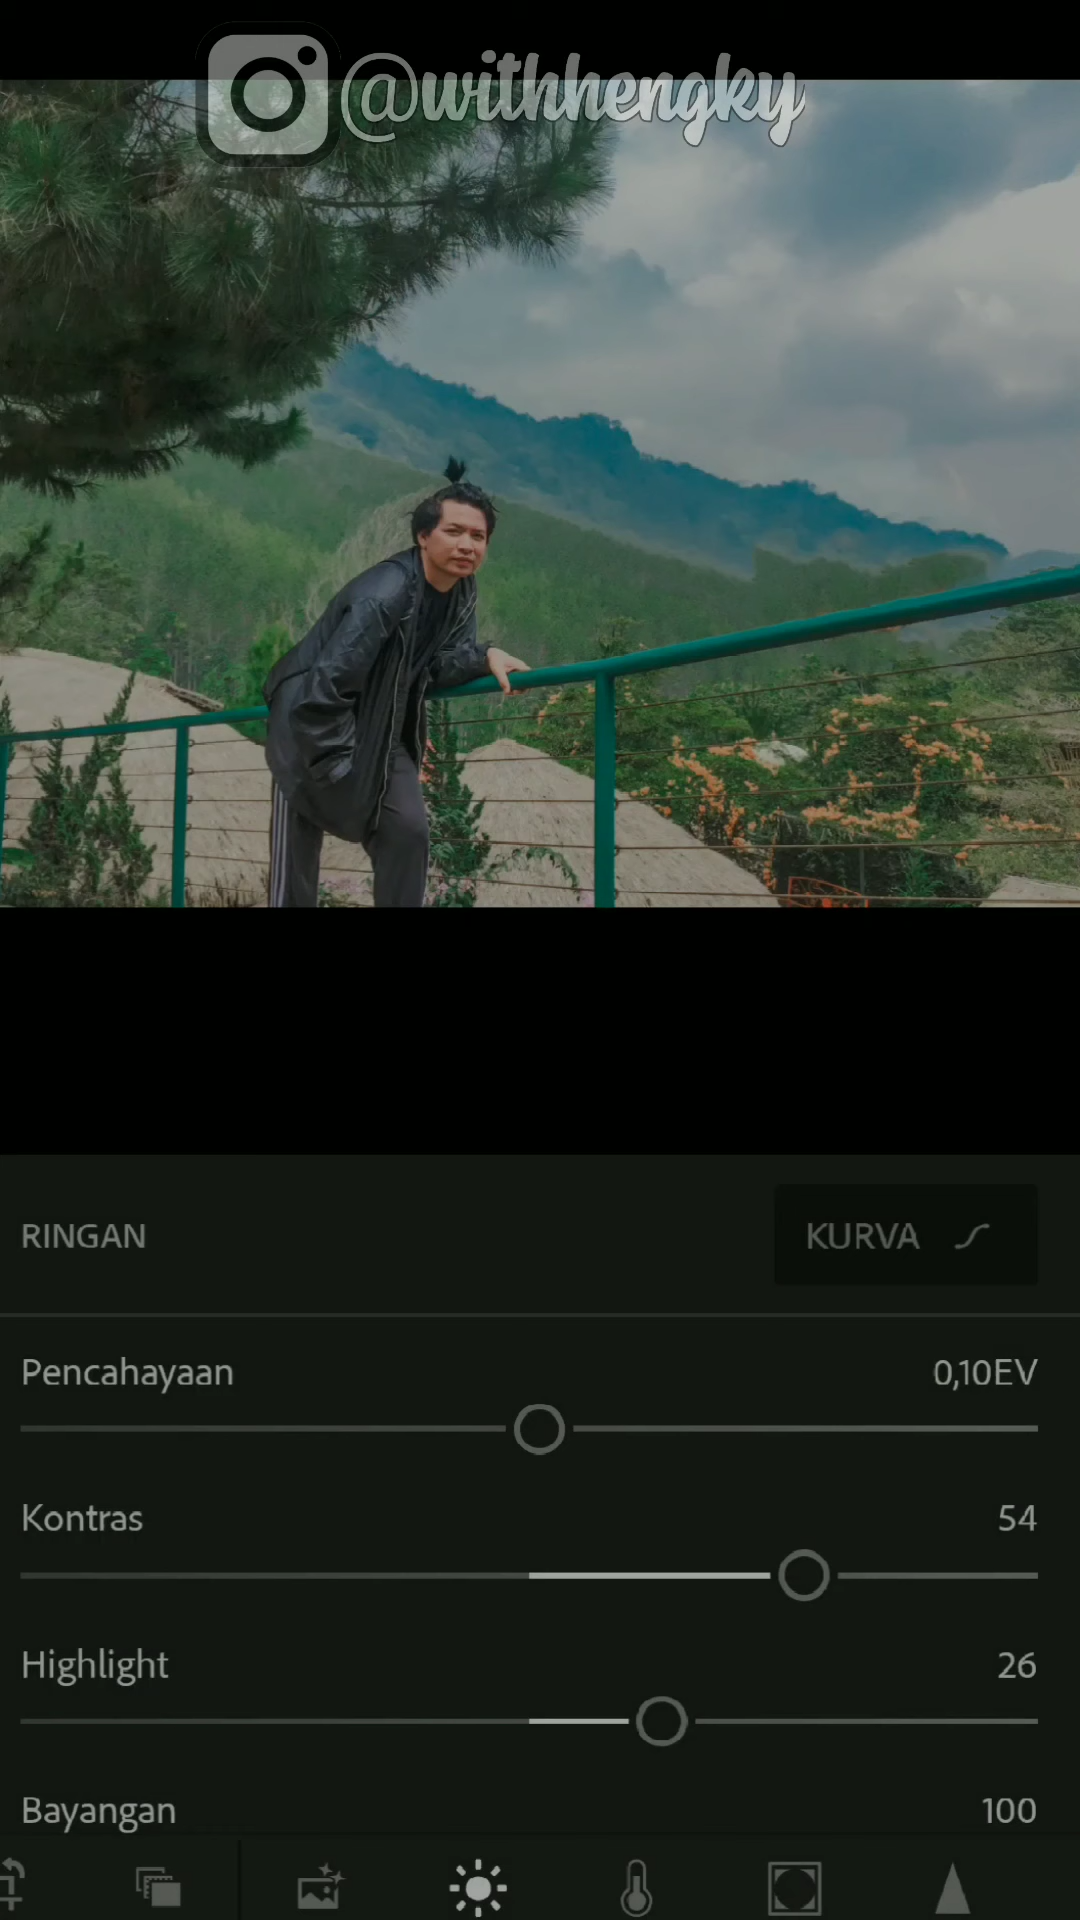 @withhengky
RINGAN
KURVA
Pencahayaan
0,10EV
Kontras
54
Highlight
26
Bayangan
100